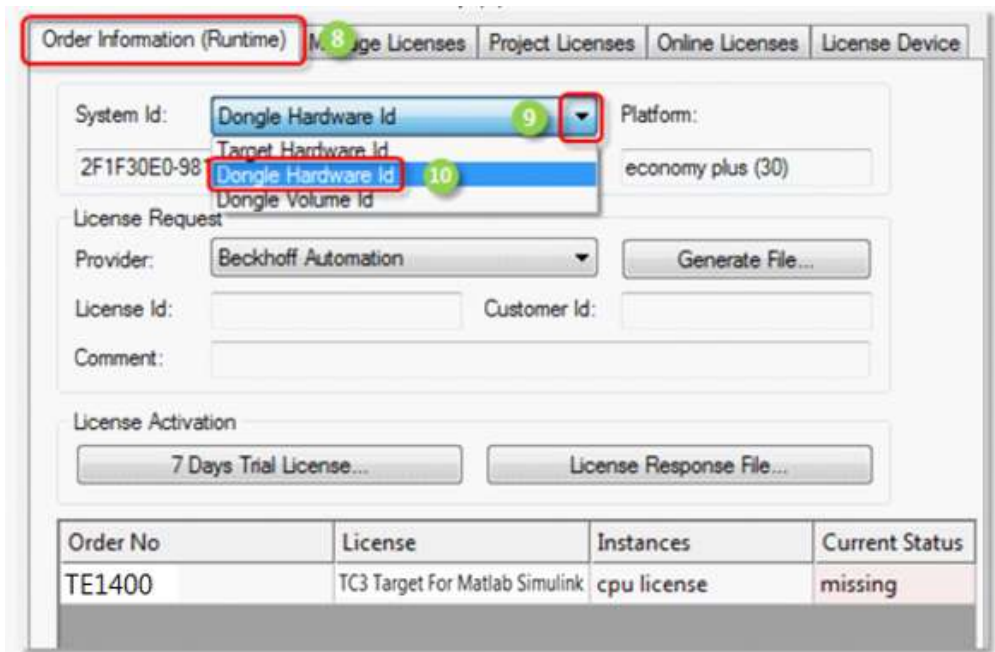 Order Information (Runtime) 8 Licenses Project Licenses Online Licenses License Device
System Id: Dongle Hardware Id 9 Platform:
Target Hardware Id
2F1F30E0-98 Dongle Hardware Id 10 economy plus (30)
Dongle Volume Id
License Request
Provider: Beckhoff Automation Generate File...
License Id: Customer Id:
Comment:
License Activation
7 Days Trial License... License Response File...
Order No License Instances Current Status
TE1400 TC3 Target For Matlab Simulink cpu license missing